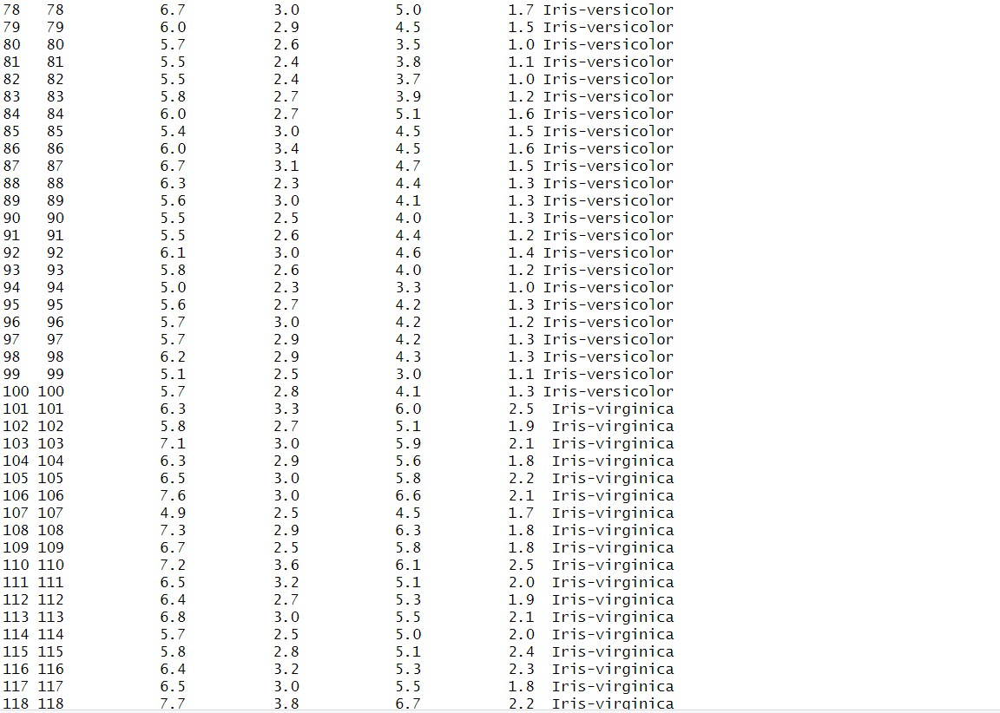 78 78 6.7 3.0 5.0 1.7 Iris-versicolor
79 79 6.0 2.9 4.5 1.5 Iris-versicolor
80 80 5.7 2.6 3.5 1.0 Iris-versicolor
81 81 5.5 2.4 3.8 1.1 Iris-versicolor
82 82 5.5 2.4 3.7 1.0 Iris-versicolor
83 83 5.8 2.7 3.9 1.2 Iris-versicolor
84 84 6.0 2.7 5.1 1.6 Iris-versicolor
85 85 5.4 3.0 4.5 1.5 Iris-versicolor
86 86 6.0 3.4 4.5 1.6 Iris-versicolor
87 87 6.7 3.1 4.7 1.5 Iris-versicolor
88 88 6.3 2.3 4.4 1.3 Iris-versicolor
89 89 5.6 3.0 4.1 1.3 Iris-versicolor
90 90 5.5 2.5 4.0 1.3 Iris-versicolor
91 91 5.5 2.6 4.4 1.2 Iris-versicolor
92 92 6.1 3.0 4.6 1.4 Iris-versicolor
93 93 5.8 2.6 4.0 1.2 Iris-versicolor
94 94 5.0 2.3 3.3 1.0 Iris-versicolor
95 95 5.6 2.7 4.2 1.3 Iris-versicolor
96 96 5.7 3.0 4.2 1.2 Iris-versicolor
97 97 5.7 2.9 4.2 1.3 Iris-versicolor
98 98 6.2 2.9 4.3 1.3 Iris-versicolor
99 99 5.1 2.5 3.0 1.1 Iris-versicolor
100 100 5.7 2.8 4.1 1.3 Iris-versicolor
101 101 6.3 3.3 6.0 2.5 Iris-virginica
102 102 5.8 2.7 5.1 1.9 Iris-virginica
103 103 7.1 3.0 5.9 2.1 Iris-virginica
104 104 6.3 2.9 5.6 1.8 Iris-virginica
105 105 6.5 3.0 5.8 2.2 Iris-virginica
106 106 7.6 3.0 6.6 2.1 Iris-virginica
107 107 4.9 2.5 4.5 1.7 Iris-virginica
108 108 7.3 2.9 6.3 1.8 Iris-virginica
109 109 6.7 2.5 5.8 1.8 Iris-virginica
110 110 7.2 3.6 6.1 2.5 Iris-virginica
111 111 6.5 3.2 5.1 2.0 Iris-virginica
112 112 6.4 2.7 5.3 1.9 Iris-virginica
113 113 6.8 3.0 5.5 2.1 Iris-virginica
114 114 5.7 2.5 5.0 2.0 Iris-virginica
115 115 5.8 2.8 5.1 2.4 Iris-virginica
116 116 6.4 3.2 5.3 2.3 Iris-virginica
117 117 6.5 3.0 5.5 1.8 Iris-virginica
118 118 7.7 3.8 6.7 2.2 Iris-virginica